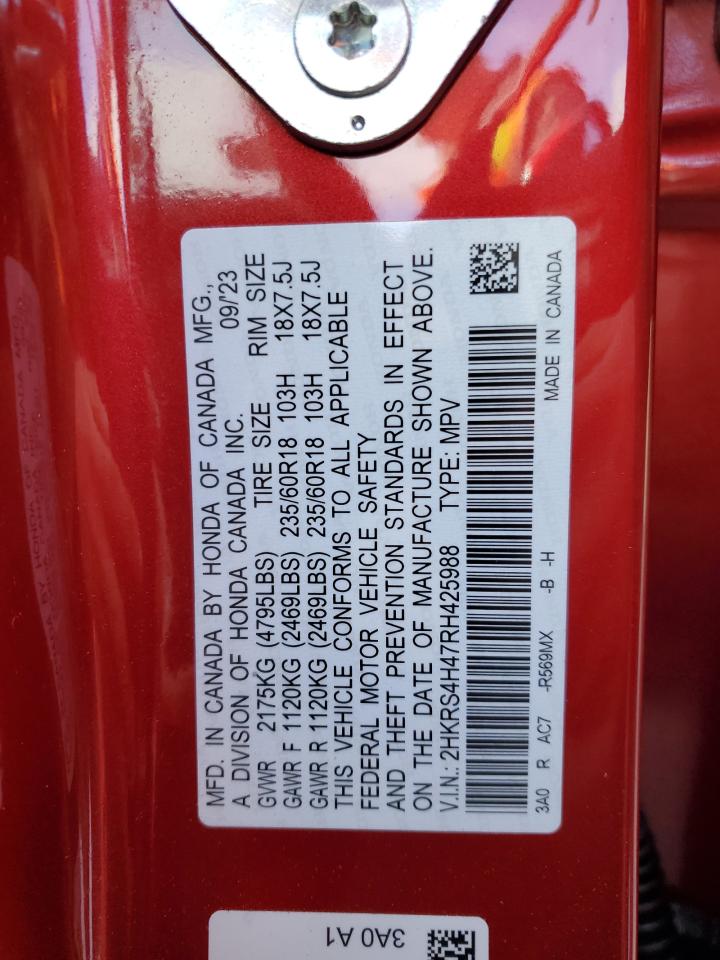 MFD. IN CANADA BY HONDA OF CANADA MFG.,
A DIVISION OF HONDA CANADA INC. 09/'23
GVWR 2175KG (4795LBS) TIRE SIZE RIM SIZE
GAWR F 1120KG (2469LBS) 235/60R18 103H 18X7.5J
GAWR R 1120KG (2469LBS) 235/60R18 103H 18X7.5J
THIS VEHICLE CONFORMS TO ALL APPLICABLE
FEDERAL MOTOR VEHICLE SAFETY
AND THEFT PREVENTION STANDARDS IN EFFECT
ON THE DATE OF MANUFACTURE SHOWN ABOVE.
V.I.N.: 2HKRS4H47RH425988 TYPE: MPV
3A0 R AC7 -R569MX -B -H MADE IN CANADA
3A0 A1